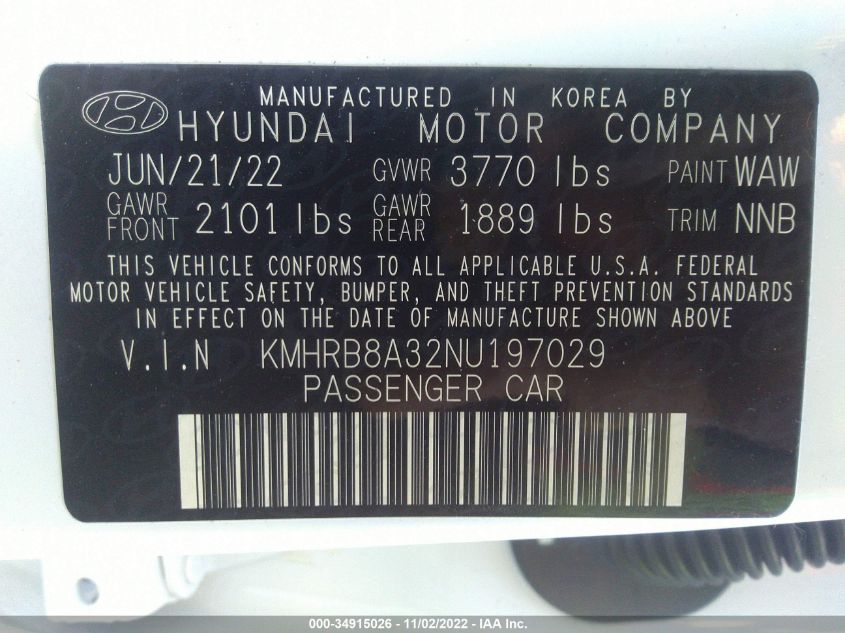 MANUFACTURED IN KOREA BY
HYUNDAI MOTOR COMPANY
JUN/21/22 GVWR 3770 lbs PAINT WAW
GAWR FRONT 2101 lbs GAWR REAR 1889 lbs TRIM NNB
THIS VEHICLE CONFORMS TO ALL APPLICABLE U.S.A. FEDERAL
MOTOR VEHICLE SAFETY, BUMPER, AND THEFT PREVENTION STANDARDS
IN EFFECT ON THE DATE OF MANUFACTURE SHOWN ABOVE
V.I.N KMHRB8A32NU197029
PASSENGER CAR
000-34915026 - 11/02/2022 - IAA Inc.